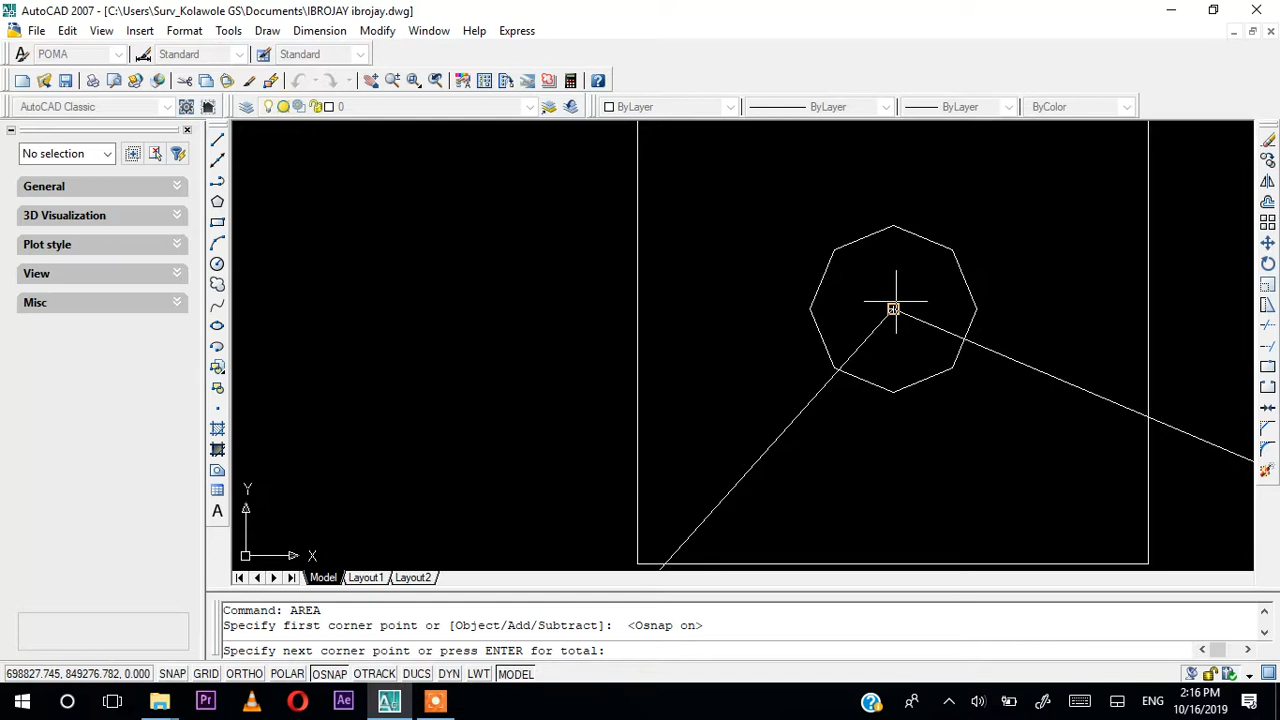 AutoCAD 2007 - [C:\Users\Surv_Kolawole GS\Documents\IBROJAY ibrojay.dwg]
File Edit View Insert Format Tools Draw Dimension Modify Window Help Express
POMA Standard Standard
AutoCAD Classic 0 ByLayer ByLayer ByLayer ByColor
No selection
General
3D Visualization
Plot style
View
Misc
A
Y
X
Model Layout1 Layout2
Command: AREA
Specify first corner point or [Object/Add/Subtract]: <Osnap on>
Specify next corner point or press ENTER for total:
698827.745, 849276.782, 0.000 SNAP GRID ORTHO POLAR OSNAP OTRACK DUCS DYN LWT MODEL
Pr Ae ENG 2:16 PM
10/16/2019